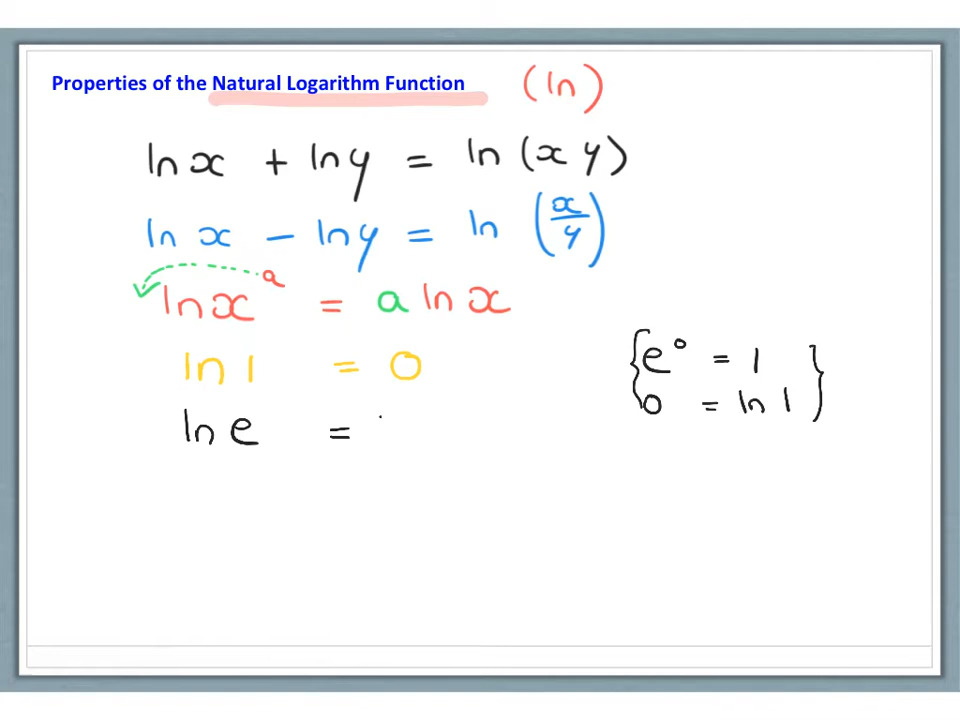 Properties of the Natural Logarithm Function (ln)
ln x + ln y = ln (x y)
ln x - ln y = ln (x/y)
ln x^a = a ln x
ln 1 = 0
ln e =
{e^0 = 1
0 = ln 1}